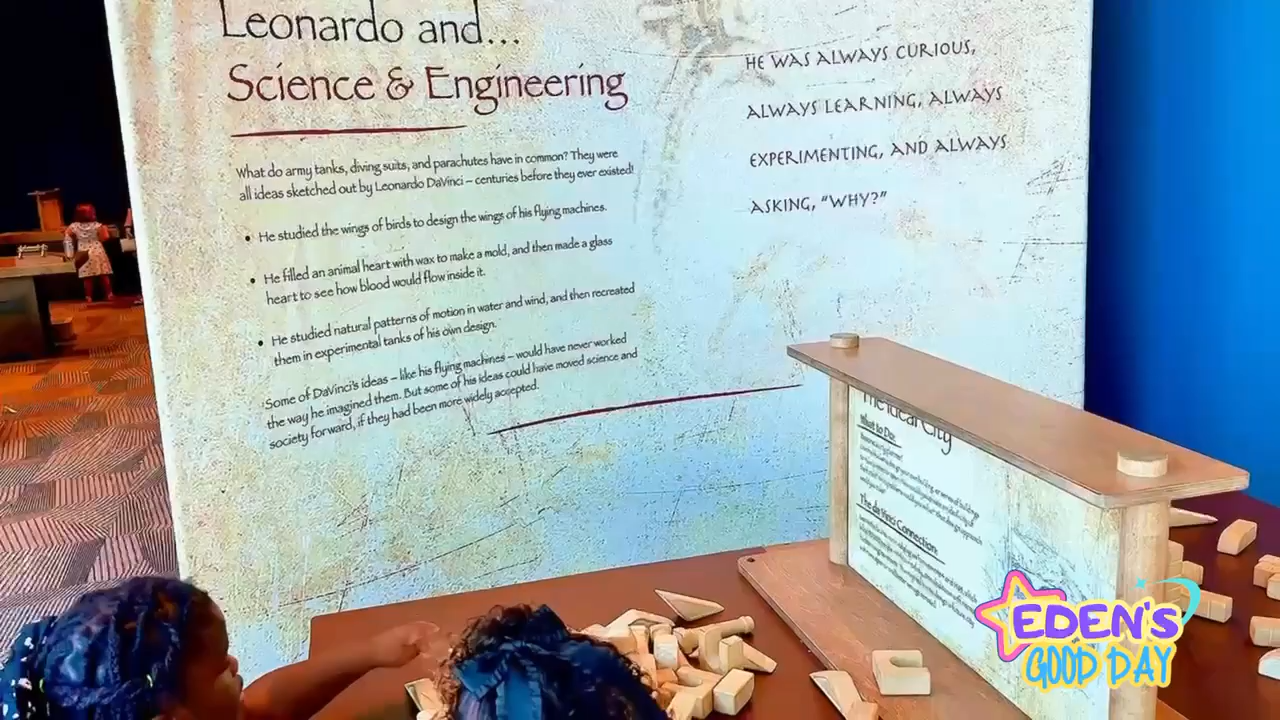 Leonardo and...
Science & Engineering
What do army tanks, diving suits, and parachutes have in common? They were
all ideas sketched out by Leonardo DaVinci – centuries before they ever existed!
• He studied the wings of birds to design the wings of his flying machines.
• He filled an animal heart with wax to make a mold, and then made a glass
heart to see how blood would flow inside it.
• He studied natural patterns of motion in water and wind, and then recreated
them in experimental tanks of his own design.
Some of DaVinci's ideas – like his flying machines – would have never worked
the way he imagined them. But some of his ideas could have moved science and
society forward, if they had been more widely accepted.
HE WAS ALWAYS CURIOUS,
ALWAYS LEARNING, ALWAYS
EXPERIMENTING, AND ALWAYS
ASKING, "WHY?"
The Ideal City
What to Do:
The daVinci Connection:
EDEN'S
GOOD DAY